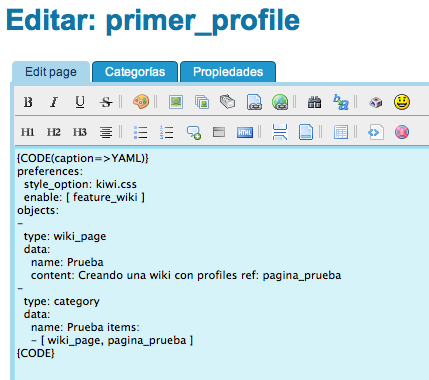 Editar: primer_profile
Edit page Categorías Propiedades
B I U S
H1 H2 H3 HTML
{CODE(caption=>YAML)}
preferences:
  style_option: kiwi.css
  enable: [ feature_wiki ]
objects:
-
  type: wiki_page
  data:
    name: Prueba
    content: Creando una wiki con profiles ref: pagina_prueba
-
  type: category
  data:
    name: Prueba items:
    - [ wiki_page, pagina_prueba ]
{CODE}